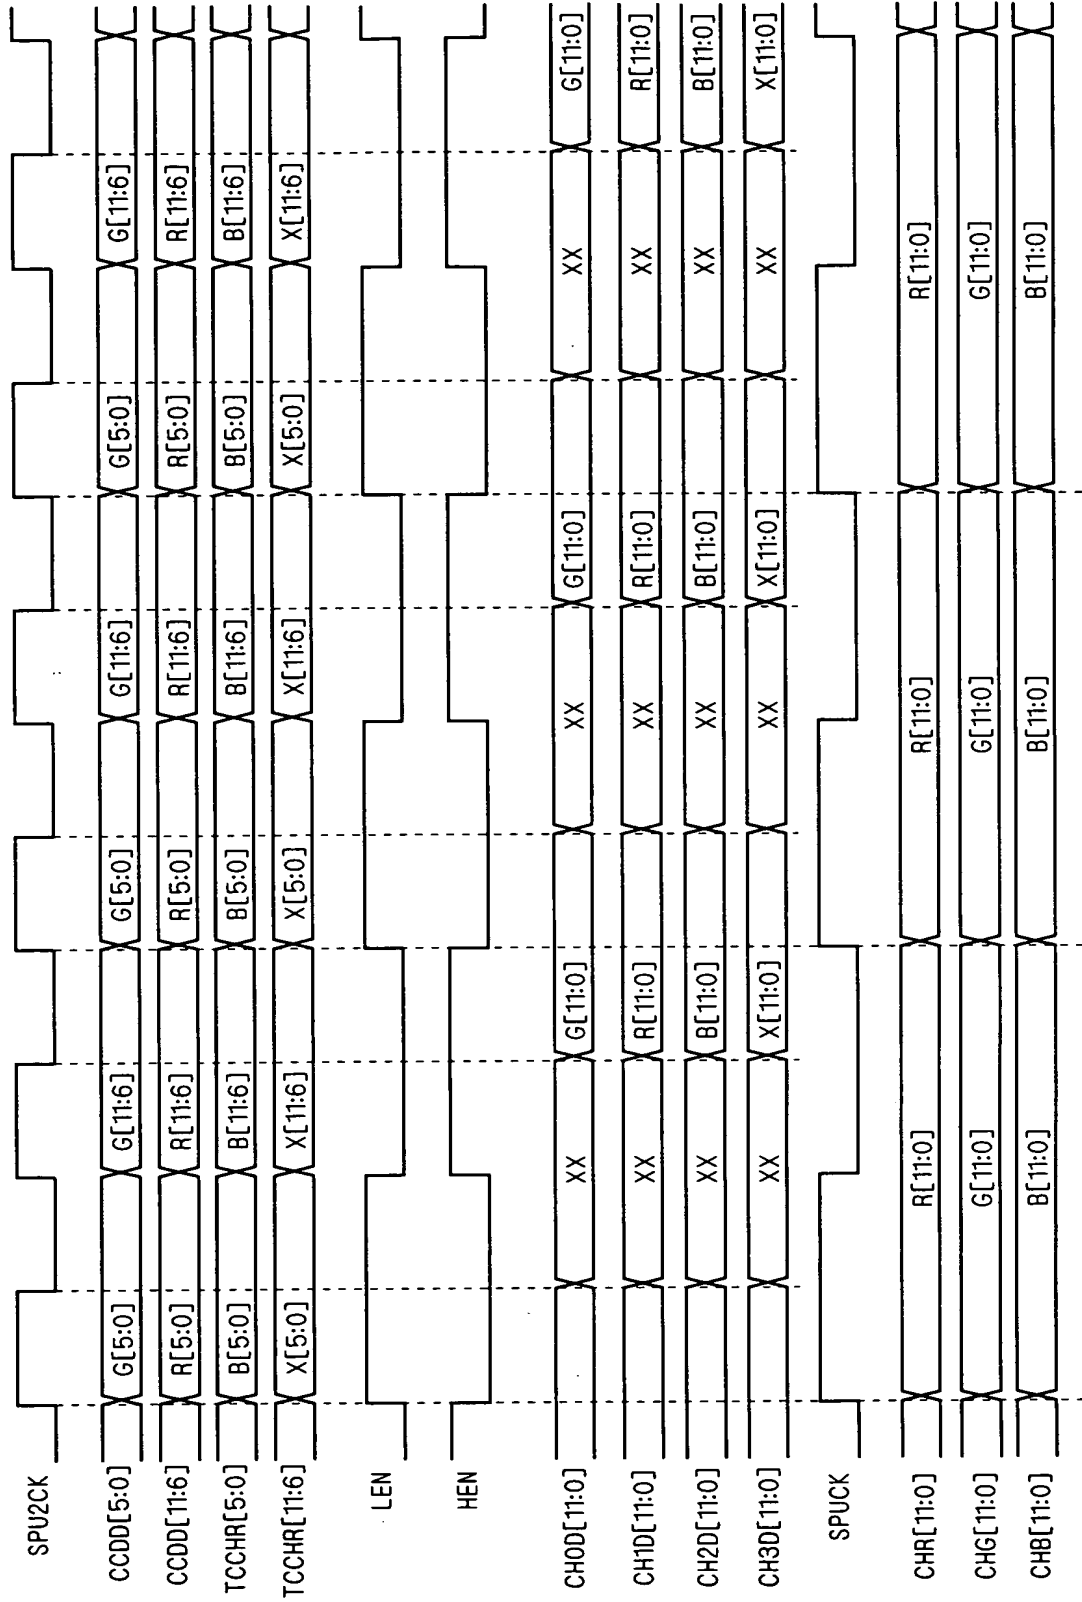 SPU2CK
CCDD[5:0] G[5:0] G[11:6] G[5:0] G[11:6] G[5:0] G[11:6]
CCDD[11:6] R[5:0] R[11:6] R[5:0] R[11:6] R[5:0] R[11:6]
TCCHR[5:0] B[5:0] B[11:6] B[5:0] B[11:6] B[5:0] B[11:6]
TCCHR[11:6] X[5:0] X[11:6] X[5:0] X[11:6] X[5:0] X[11:6]
LEN
HEN
CH0D[11:0] XX G[11:0] XX G[11:0] XX G[11:0]
CH1D[11:0] XX R[11:0] XX R[11:0] XX R[11:0]
CH2D[11:0] XX B[11:0] XX B[11:0] XX B[11:0]
CH3D[11:0] XX X[11:0] XX X[11:0] XX X[11:0]
SPUCK
CHR[11:0] R[11:0] R[11:0] R[11:0]
CHG[11:0] G[11:0] G[11:0] G[11:0]
CHB[11:0] B[11:0] B[11:0] B[11:0]